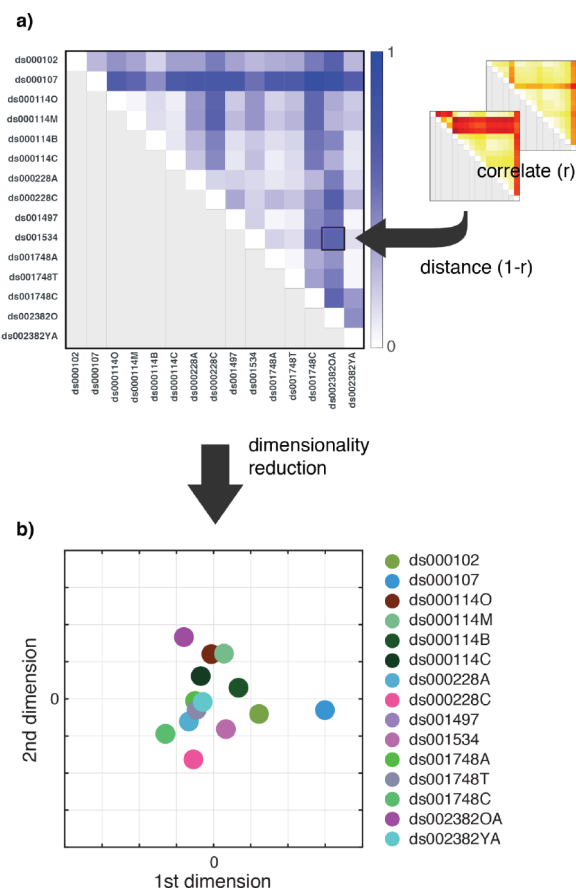 a)
ds000102
ds000107
ds000114O
ds000114M
ds000114B
ds000114C
ds000228A
ds000228C
ds001497
ds001534
ds001748A
ds001748T
ds001748C
ds002382O
ds002382YA
1
0
correlate (r)
distance (1-r)
ds000102
ds000107
ds000114O
ds000114M
ds000114B
ds000114C
ds000228A
ds000228C
ds001497
ds001534
ds001748A
ds001748T
ds001748C
ds002382OA
ds002382YA
dimensionality
reduction
b)
2nd dimension
0
0
1st dimension
ds000102
ds000107
ds000114O
ds000114M
ds000114B
ds000114C
ds000228A
ds000228C
ds001497
ds001534
ds001748A
ds001748T
ds001748C
ds002382OA
ds002382YA